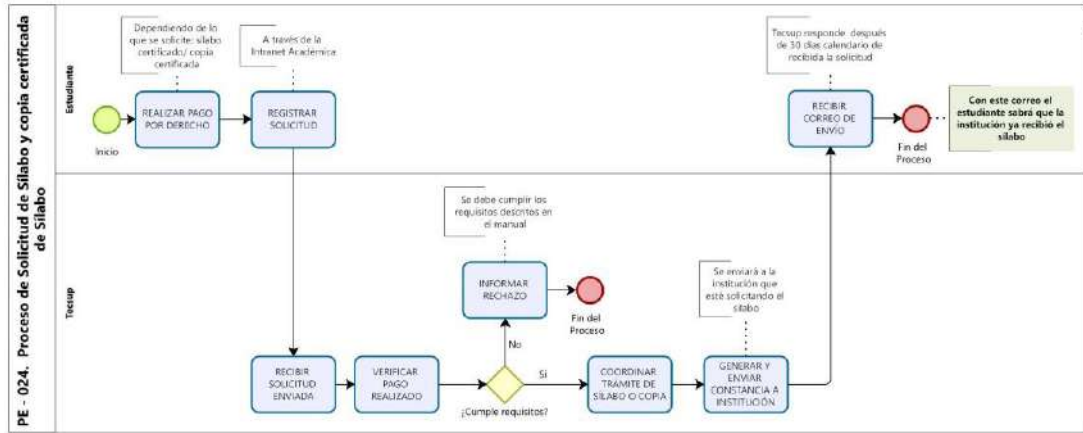 PE - 024. Proceso de Solicitud de Sílabo y copia certificada
de Sílabo
Estudiante
Dependiendo de lo
que se solicite: sílabo
certificado/ copia
certificada
A través de la
Intranet Académica
Inicio
REALIZAR PAGO
POR DERECHO
REGISTRAR
SOLICITUD
Tecsup responde después
de 30 días calendario de
recibida la solicitud
RECIBIR
CORREO DE
ENVÍO
Fin del
Proceso
Con este correo el
estudiante sabrá que la
institución ya recibió el
sílabo
Tecsup
Se debe cumplir los
requisitos descritos en
el manual
INFORMAR
RECHAZO
Fin del
Proceso
Se enviará a la
institución que
esté solicitando el
sílabo
No
RECIBIR
SOLICITUD
ENVIADA
VERIFICAR
PAGO
REALIZADO
¿Cumple requisitos?
Sí
COORDINAR
TRÁMITE DE
SÍLABO O COPIA
GENERAR Y
ENVIAR
CONSTANCIA A
INSTITUCIÓN